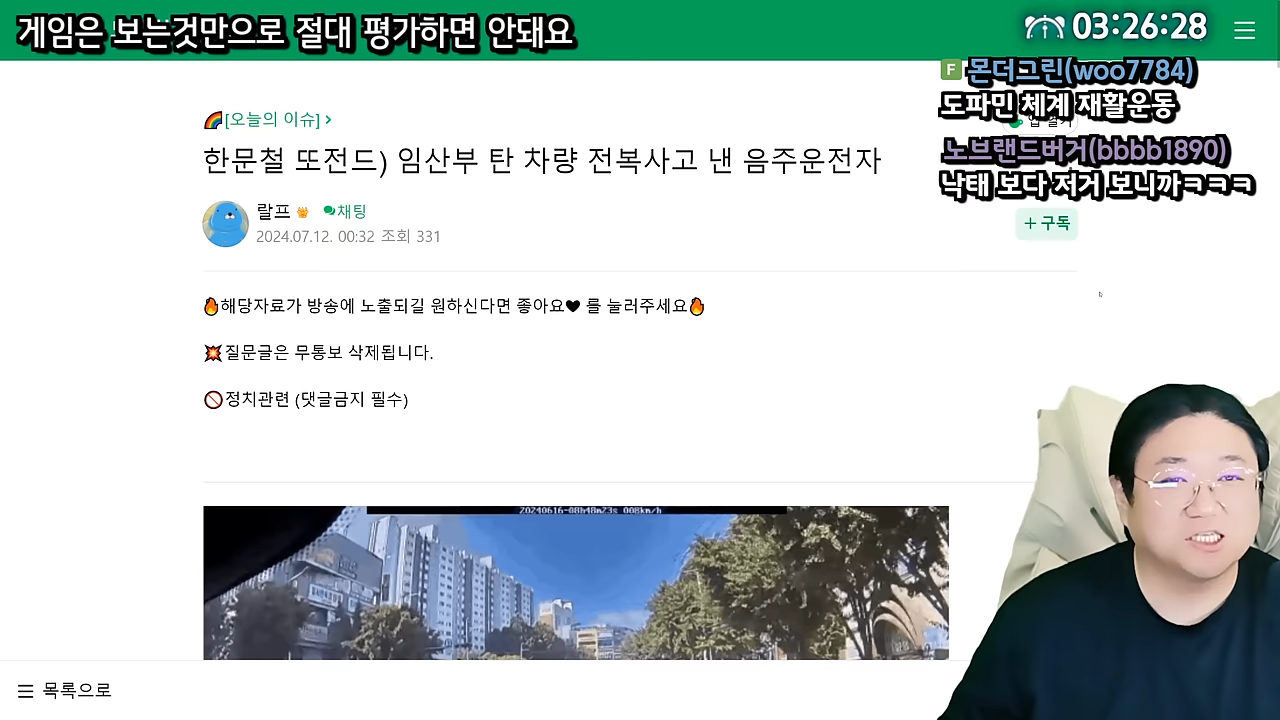 게임은 보는것만으로 절대 평가하면 안돼요
03:26:28
F 몬더그린(woo7784)
도파민 체계 재활운동
노브랜드버거(bbbb1890)
낙태 보다 저거 보니까ㅋㅋㅋ
🌈[오늘의 이슈] >
한문철 또전드) 임산부 탄 차량 전복사고 낸 음주운전자
랄프 채팅
2024.07.12. 00:32 조회 331
+ 구독
🔥해당자료가 방송에 노출되길 원하신다면 좋아요🖤 를 눌러주세요🔥
💥질문글은 무통보 삭제됩니다.
🚫정치관련 (댓글금지 필수)
20240616-08h48m23s 008km/h
목록으로